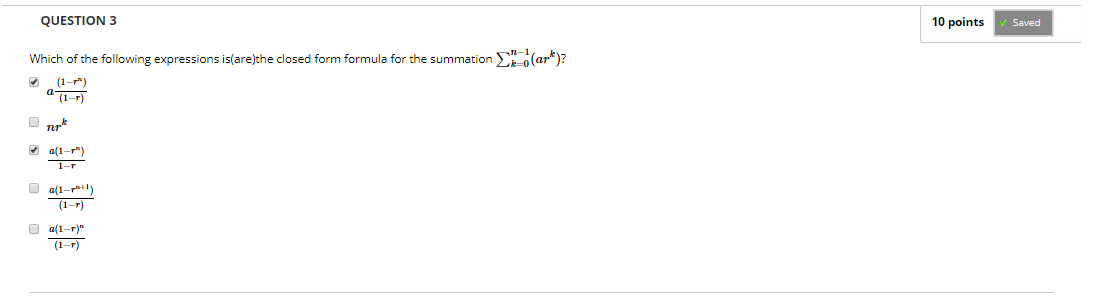 QUESTION 3
10 points
✓ Saved
Which of the following expressions is(are)the closed form formula for the summation $\sum_{k=0}^{n-1}(ar^k)$?
$a\frac{(1-r^n)}{(1-r)}$
$nr^k$
$\frac{a(1-r^n)}{1-r}$
$\frac{a(1-r^{n+1})}{(1-r)}$
$\frac{a(1-r)^n}{(1-r)}$